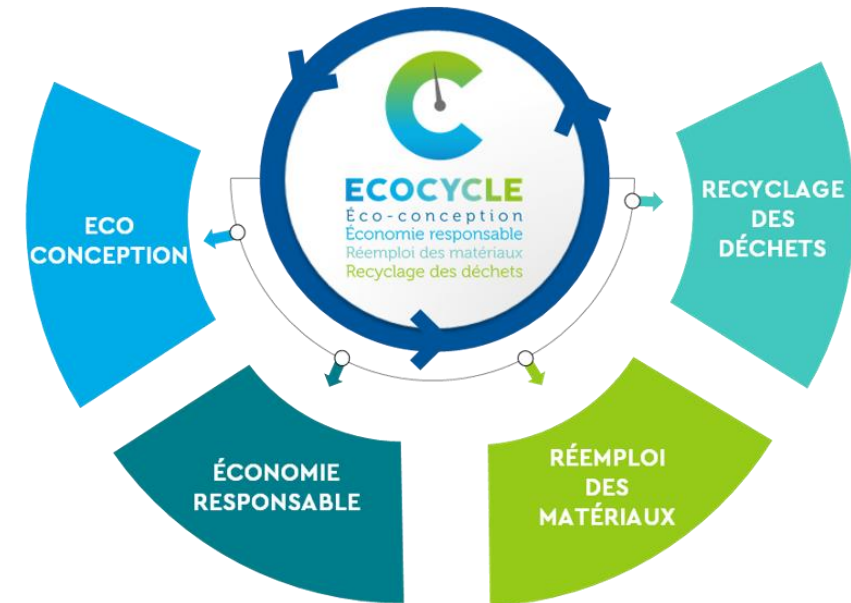 ECOCYCLE
Éco-conception
Économie responsable
Réemploi des matériaux
Recyclage des déchets
ECO
CONCEPTION
ÉCONOMIE
RESPONSABLE
RÉEMPLOI
DES
MATÉRIAUX
RECYCLAGE
DES
DÉCHETS